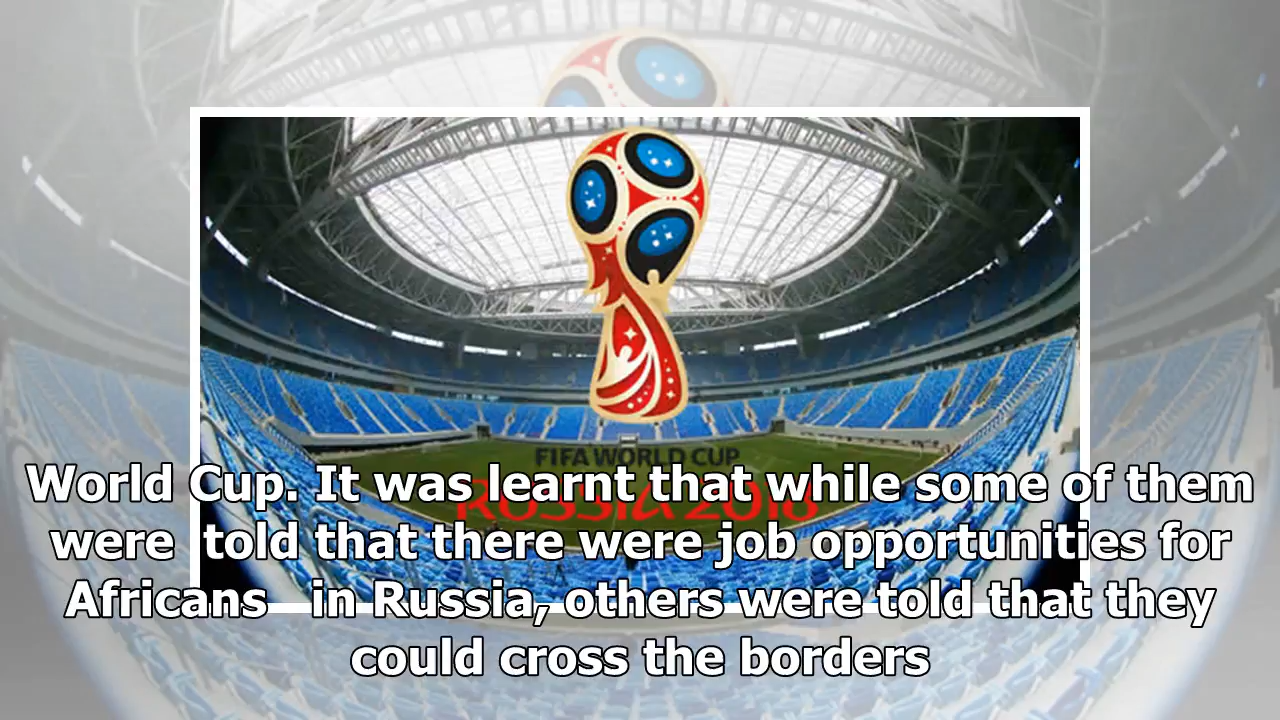 FIFA WORLD CUP
RUSSIA 2018
World Cup. It was learnt that while some of them
were  told that there were job opportunities for
Africans   in Russia, others were told that they
could cross the borders